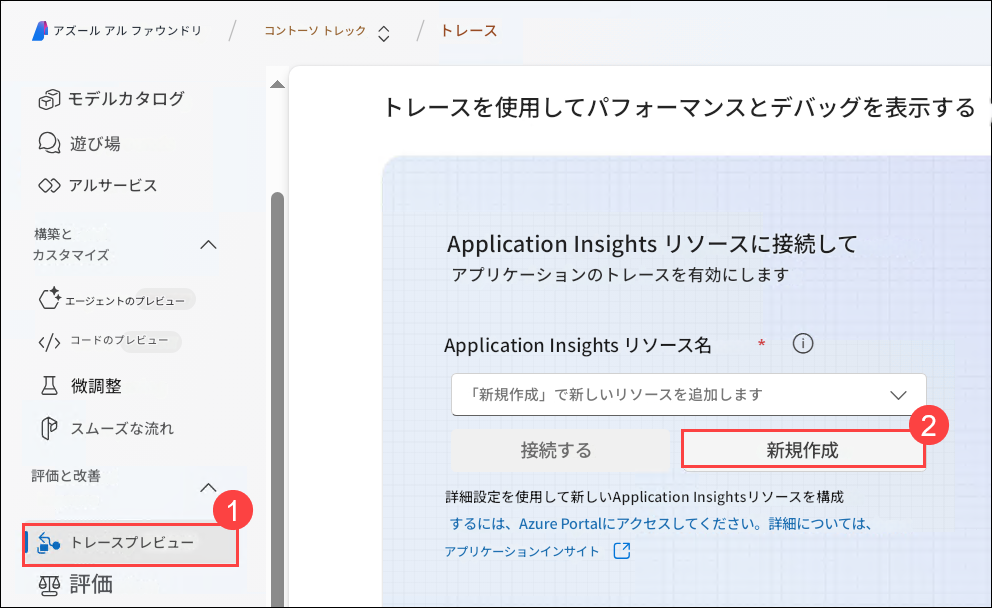 アズール アル ファウンドリ / コントーソ トレック / トレース
モデルカタログ
遊び場
アルサービス
構築と
カスタマイズ
エージェントのプレビュー
コードのプレビュー
微調整
スムーズな流れ
評価と改善
1
トレースプレビュー
評価
トレースを使用してパフォーマンスとデバッグを表示する
Application Insights リソースに接続して
アプリケーションのトレースを有効にします
Application Insights リソース名 *
「新規作成」で新しいリソースを追加します
2
接続する
新規作成
詳細設定を使用して新しいApplication Insightsリソースを構成
するには、Azure Portalにアクセスしてください。詳細については、
アプリケーションインサイト